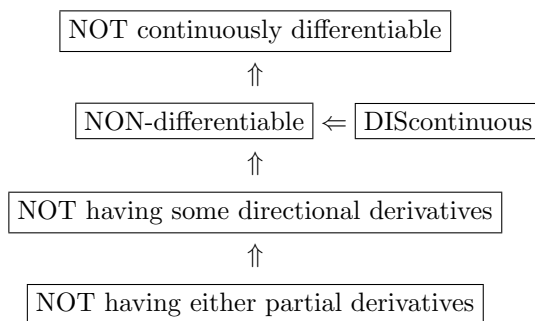 NOT continuously differentiable
⇑
NON-differentiable ⇐ DIScontinuous
⇑
NOT having some directional derivatives
⇑
NOT having either partial derivatives